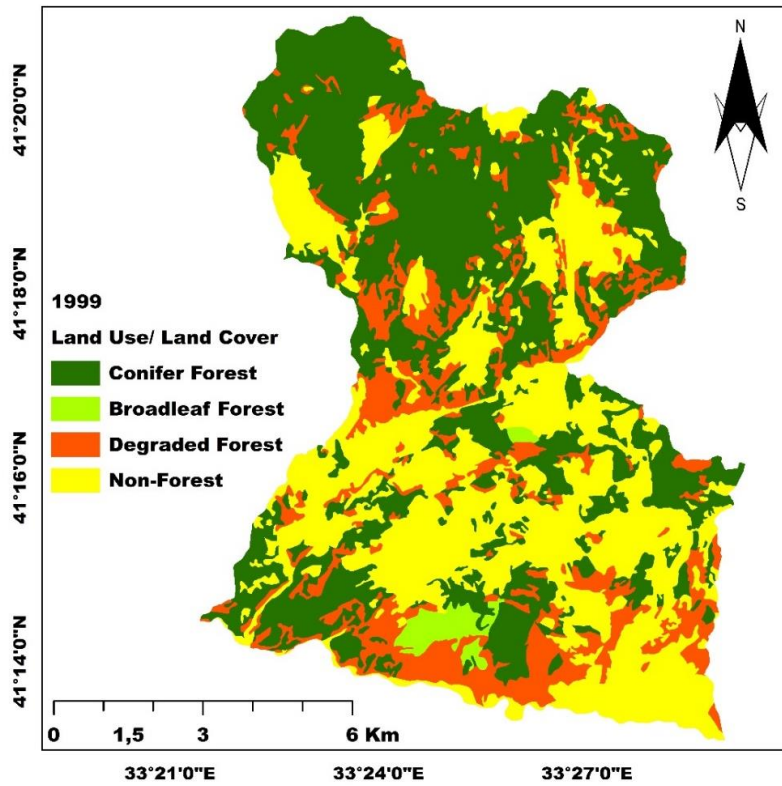 N
S
41°20'0"N
41°18'0"N
41°16'0"N
41°14'0"N
1999
Land Use/ Land Cover
Conifer Forest
Broadleaf Forest
Degraded Forest
Non-Forest
0 1,5 3 6 Km
33°21'0"E 33°24'0"E 33°27'0"E